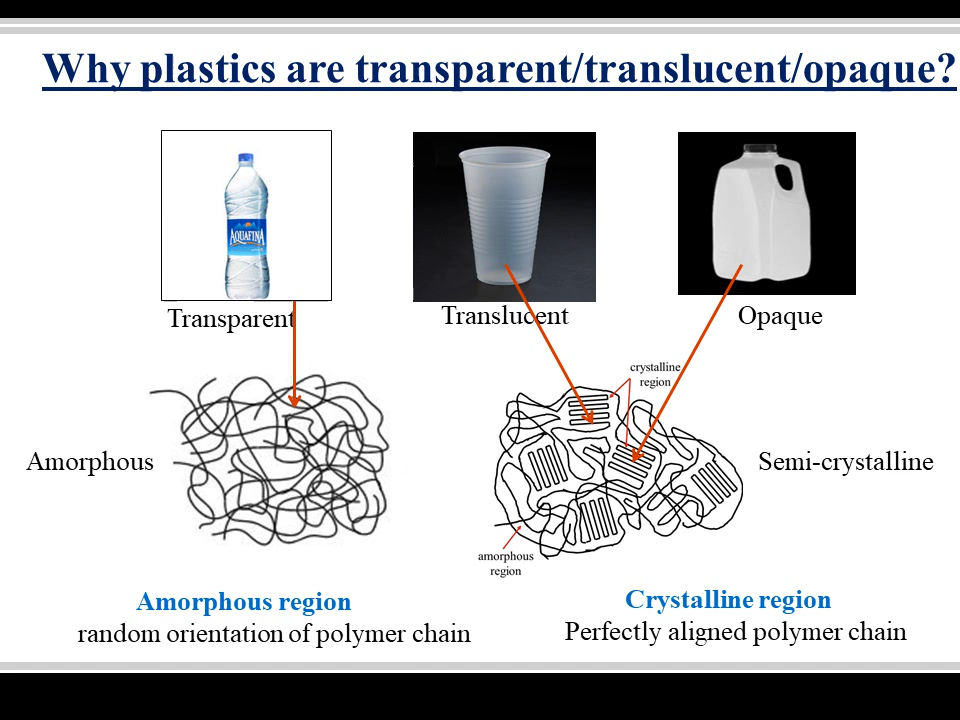 Why plastics are transparent/translucent/opaque?
AQUAFINA
Transparent
Translucent
Opaque
crystalline
region
Amorphous
Semi-crystalline
amorphous
region
Amorphous region
random orientation of polymer chain
Crystalline region
Perfectly aligned polymer chain